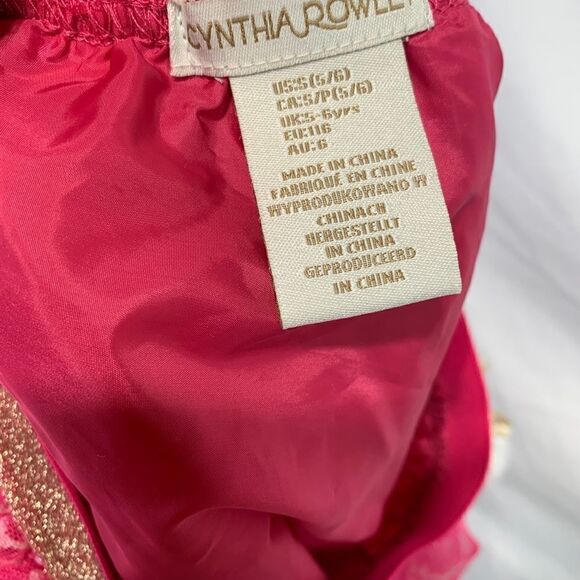 CYNTHIA ROWLEY
US:S(5/6)
CA:S/P(5/6)
UK:5-6yrs
EU:116
AU:6
MADE IN CHINA
FABRIQUÉ EN CHINE
WYPRODUKOWANO W
CHINACH
HERGESTELLT
IN CHINA
GEPRODUCEERD
IN CHINA